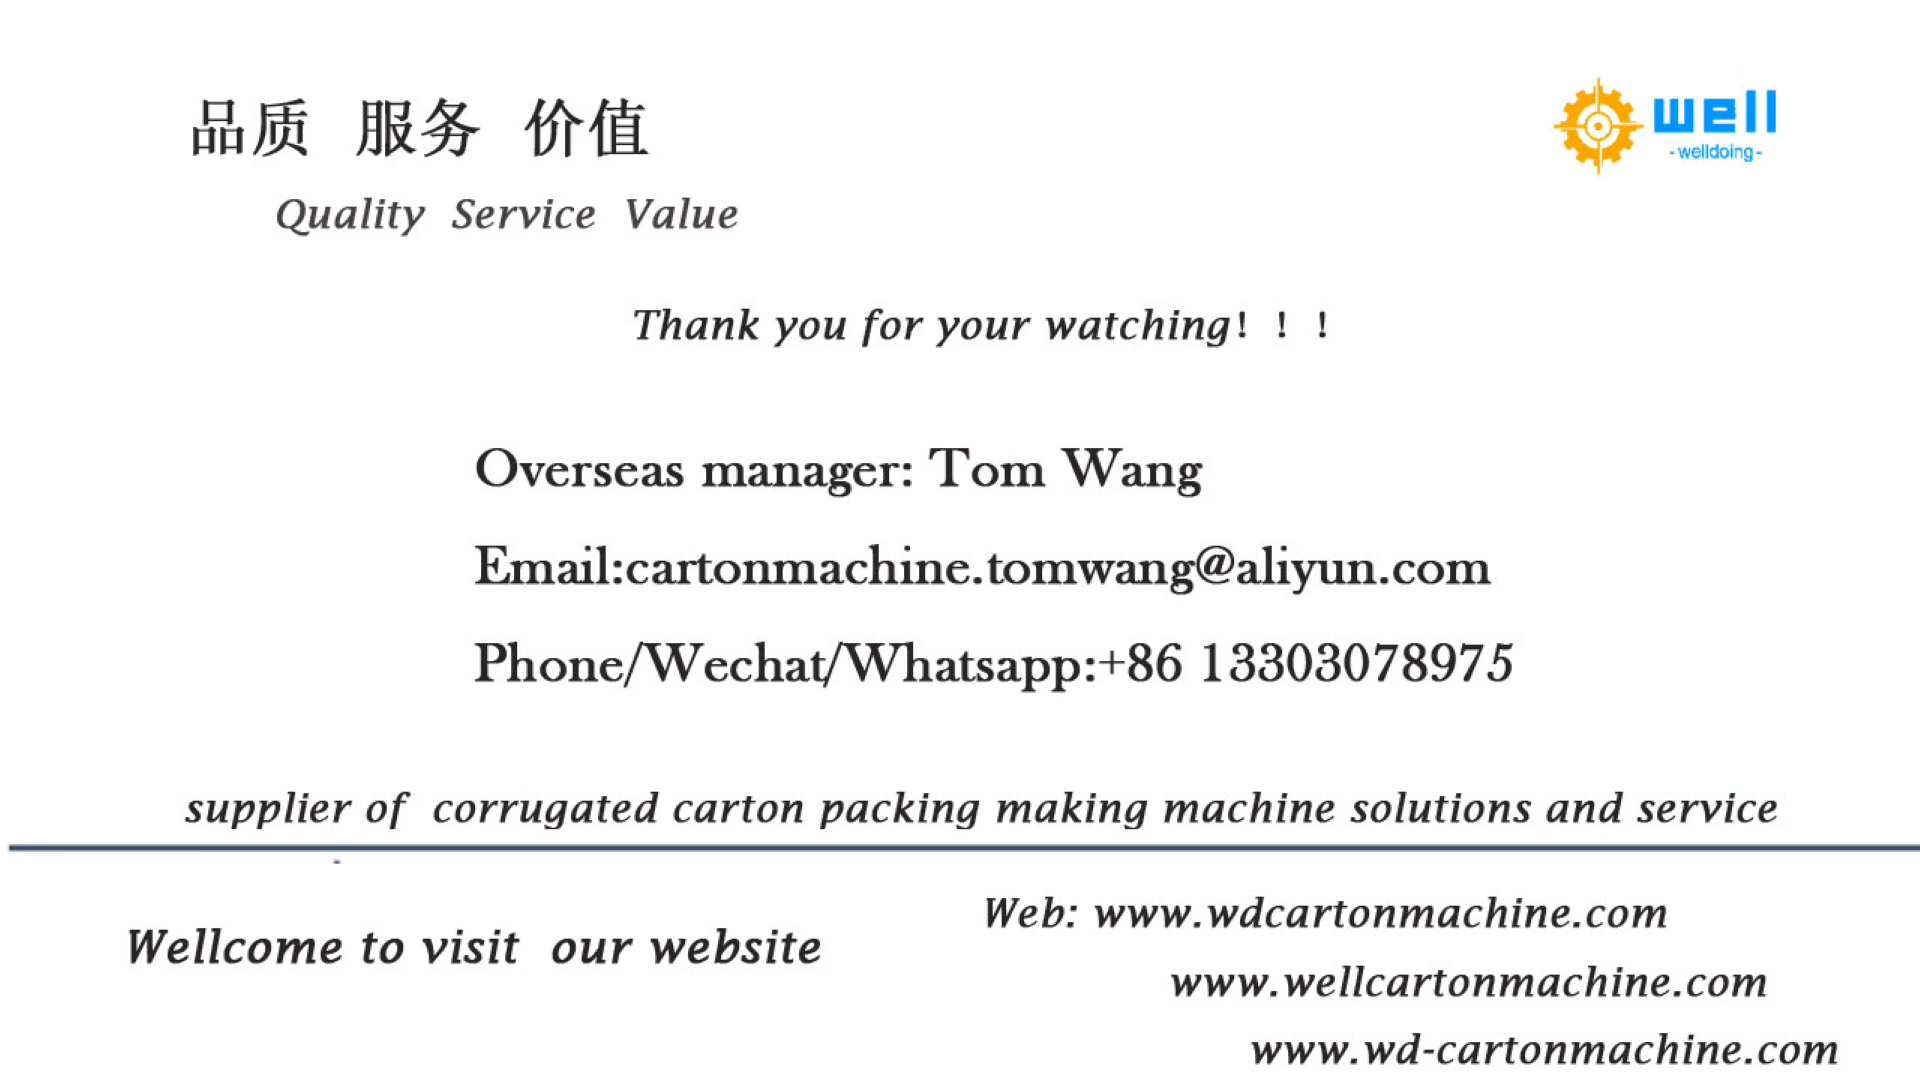 品质 服务 价值
well
-welldoing-
Quality Service Value
Thank you for your watching！！！
Overseas manager: Tom Wang
Email:cartonmachine.tomwang@aliyun.com
Phone/Wechat/Whatsapp:+86 13303078975
supplier of corrugated carton packing making machine solutions and service
Wellcome to visit our website
Web: www.wdcartonmachine.com
www.wellcartonmachine.com
www.wd-cartonmachine.com